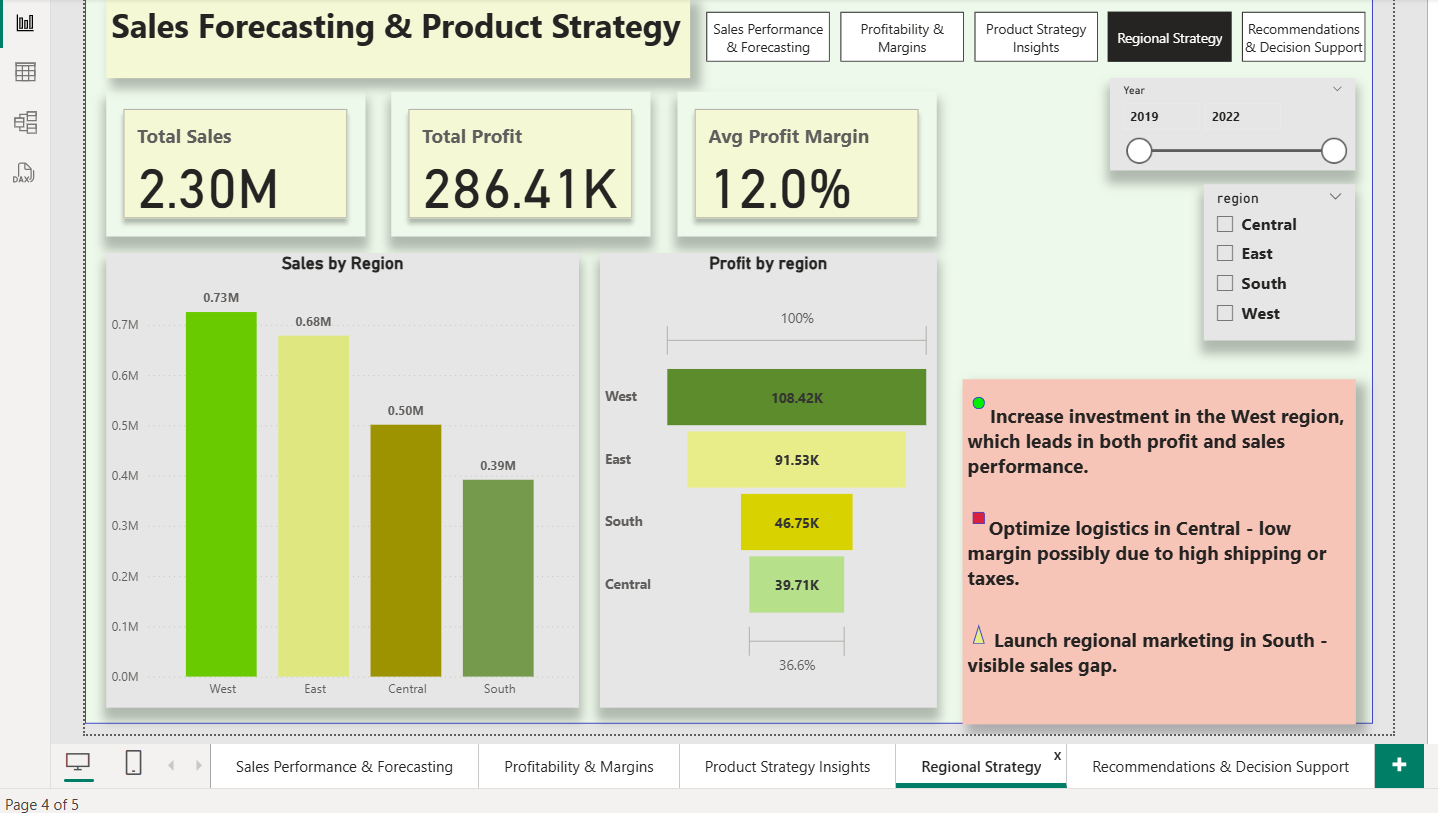 Sales Forecasting & Product Strategy
Sales Performance
& Forecasting
Profitability &
Margins
Product Strategy
Insights
Regional Strategy
Recommendations
& Decision Support
Year
2019
2022
Total Sales
2.30M
Total Profit
286.41K
Avg Profit Margin
12.0%
region
Central
East
South
West
Sales by Region
0.73M
0.68M
0.50M
0.39M
0.7M
0.6M
0.5M
0.4M
0.3M
0.2M
0.1M
0.0M
West
East
Central
South
Profit by region
100%
West
108.42K
East
91.53K
South
46.75K
Central
39.71K
36.6%
Increase investment in the West region,
which leads in both profit and sales
performance.
Optimize logistics in Central - low
margin possibly due to high shipping or
taxes.
Launch regional marketing in South -
visible sales gap.
DAX
Sales Performance & Forecasting
Profitability & Margins
Product Strategy Insights
Regional Strategy
x
Recommendations & Decision Support
+
Page 4 of 5